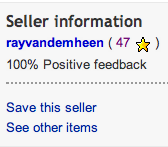 Seller information
rayvandemheen ( 47 )
100% Positive feedback
Save this seller
See other items